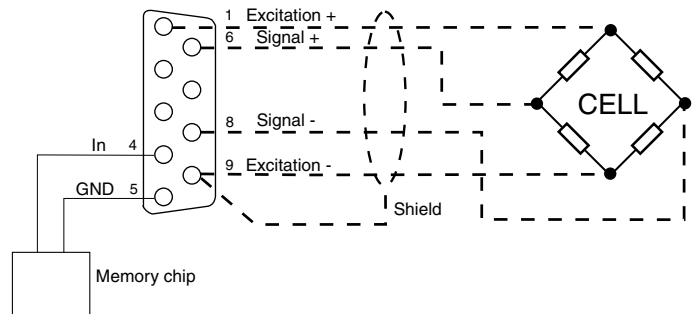 1 Excitation +
6 Signal +
CELL
8 Signal -
In 4
9 Excitation -
GND 5
Shield
Memory chip